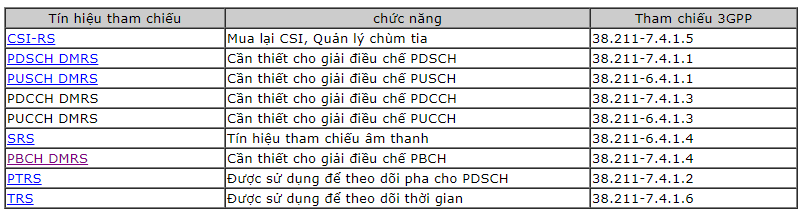 Tín hiệu tham chiếu chức năng Tham chiếu 3GPP
CSI-RS Mua lại CSI, Quản lý chùm tia 38.211-7.4.1.5
PDSCH DMRS Cần thiết cho giải điều chế PDSCH 38.211-7.4.1.1
PUSCH DMRS Cần thiết cho giải điều chế PUSCH 38.211-6.4.1.1
PDCCH DMRS Cần thiết cho giải điều chế PDCCH 38.211-7.4.1.3
PUCCH DMRS Cần thiết cho giải điều chế PUCCH 38.211-6.4.1.3
SRS Tín hiệu tham chiếu âm thanh 38.211-6.4.1.4
PBCH DMRS Cần thiết cho giải điều chế PBCH 38.211-7.4.1.4
PTRS Được sử dụng để theo dõi pha cho PDSCH 38.211-7.4.1.2
TRS Được sử dụng để theo dõi thời gian 38.211-7.4.1.6